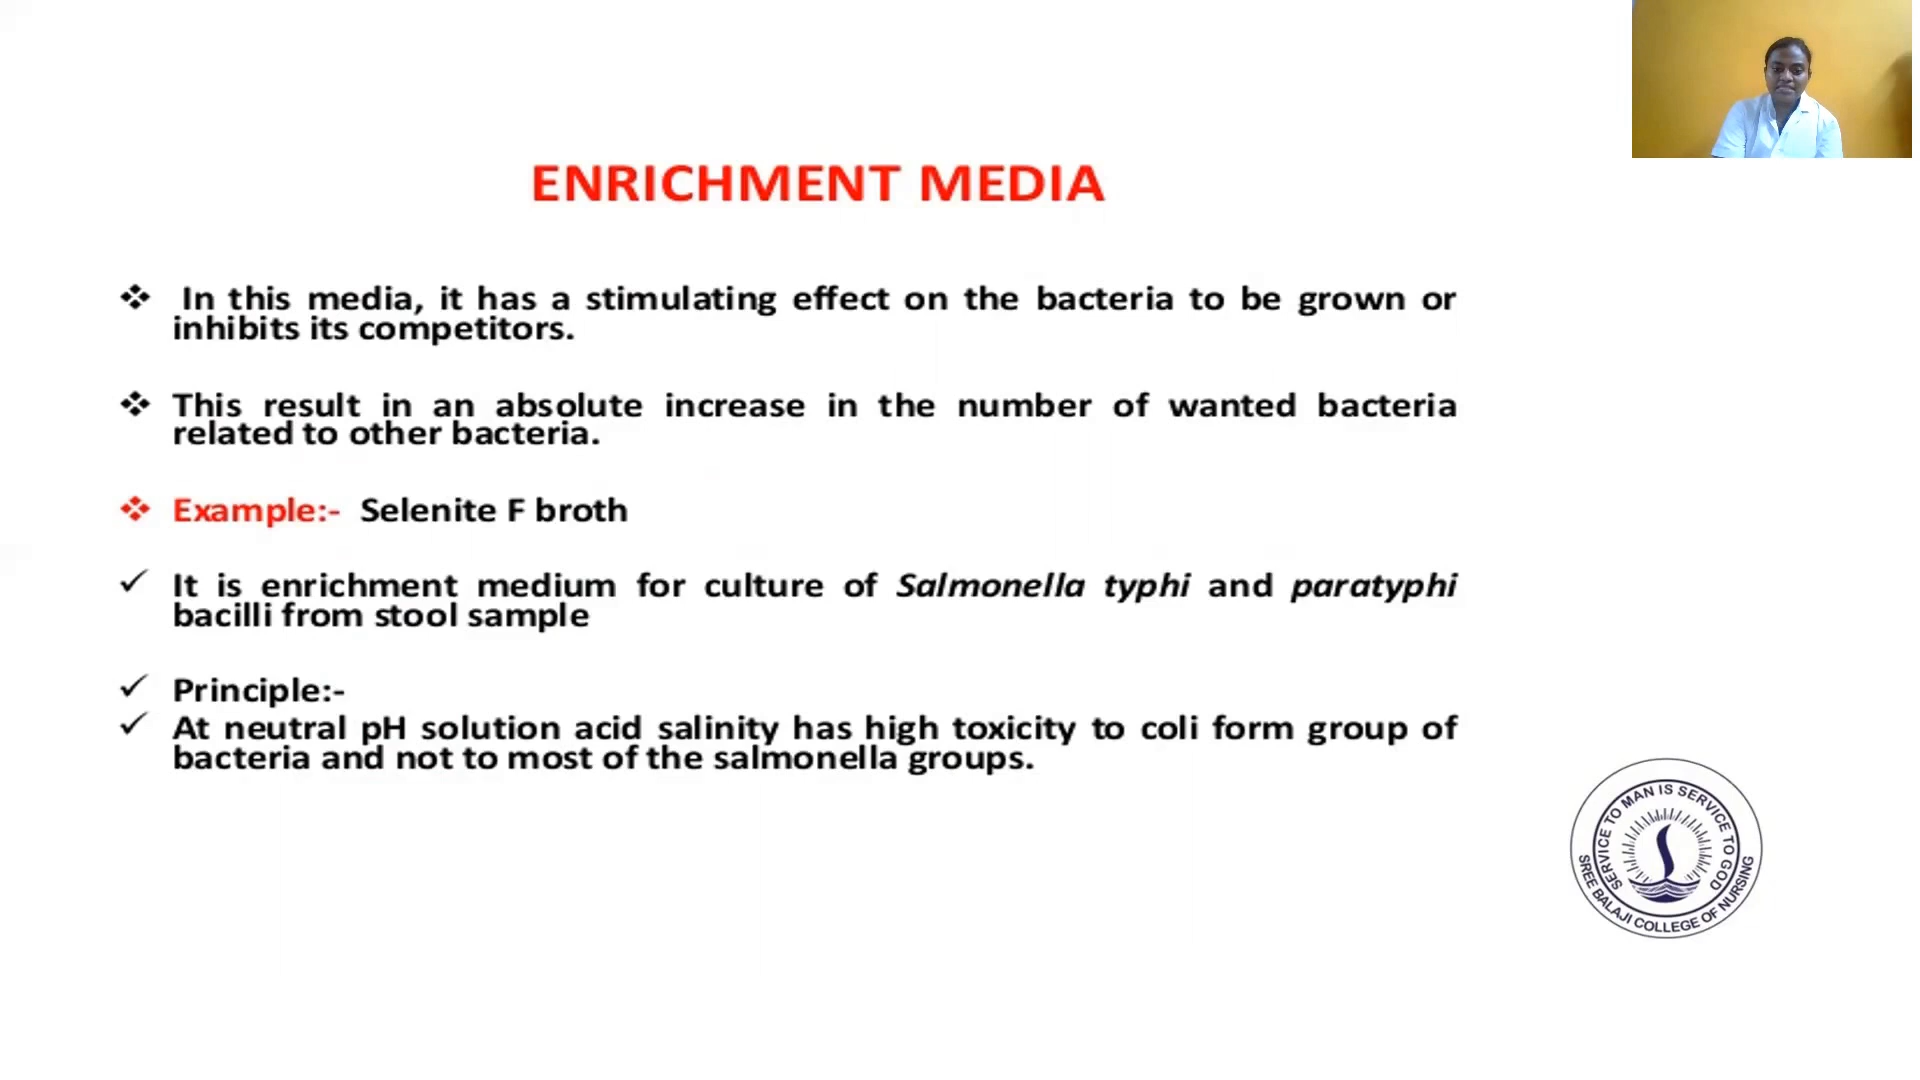 ENRICHMENT MEDIA
In this media, it has a stimulating effect on the bacteria to be grown or
inhibits its competitors.
This result in an absolute increase in the number of wanted bacteria
related to other bacteria.
Example:- Selenite F broth
It is enrichment medium for culture of Salmonella typhi and paratyphi
bacilli from stool sample
Principle:-
At neutral pH solution acid salinity has high toxicity to coli form group of
bacteria and not to most of the salmonella groups.
SERVICE TO MAN IS SERVICE TO GOD
SREE BALAJI COLLEGE OF NURSING